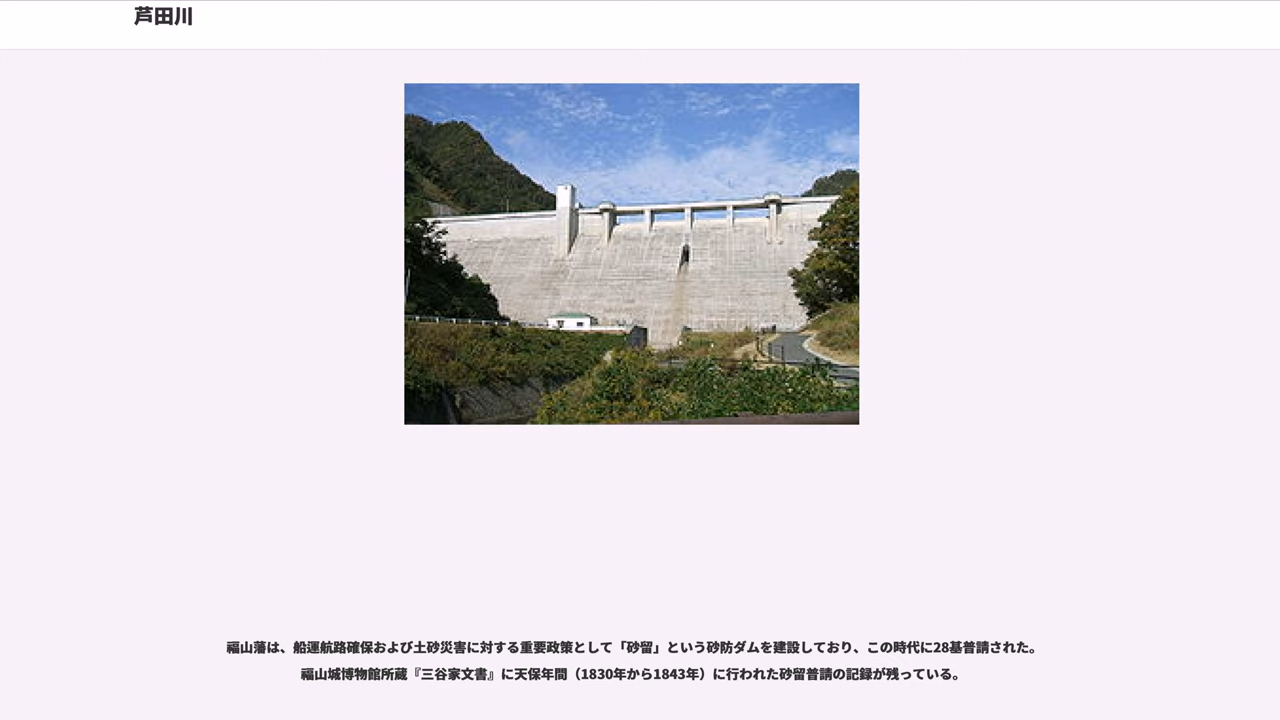 芦田川
福山藩は、船運航路確保および土砂災害に対する重要政策として「砂留」という砂防ダムを建設しており、この時代に28基普請された。
福山城博物館所蔵『三谷家文書』に天保年間（1830年から1843年）に行われた砂留普請の記録が残っている。